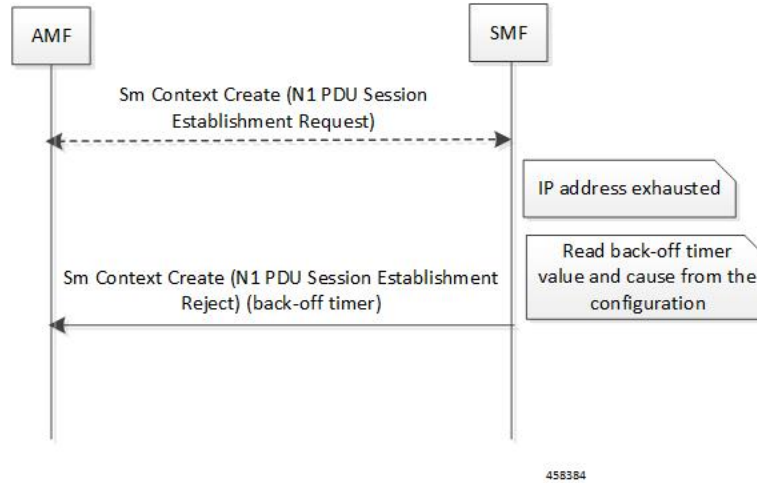 AMF
SMF
Sm Context Create (N1 PDU Session
Establishment Request)
IP address exhausted
Read back-off timer
value and cause from the
configuration
Sm Context Create (N1 PDU Session Establishment
Reject) (back-off timer)
458384